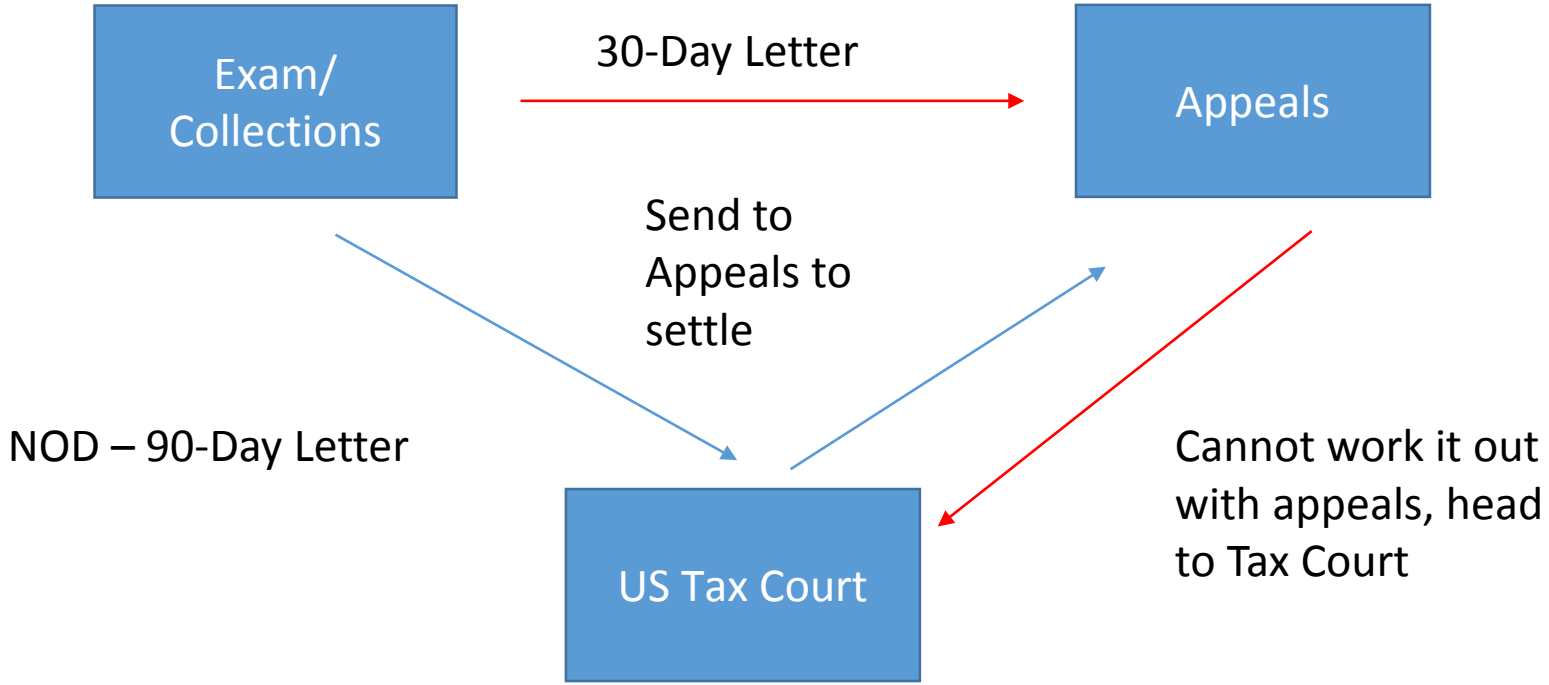 Exam/
Collections
30-Day Letter
Appeals
Send to
Appeals to
settle
NOD – 90-Day Letter
Cannot work it out
with appeals, head
to Tax Court
US Tax Court